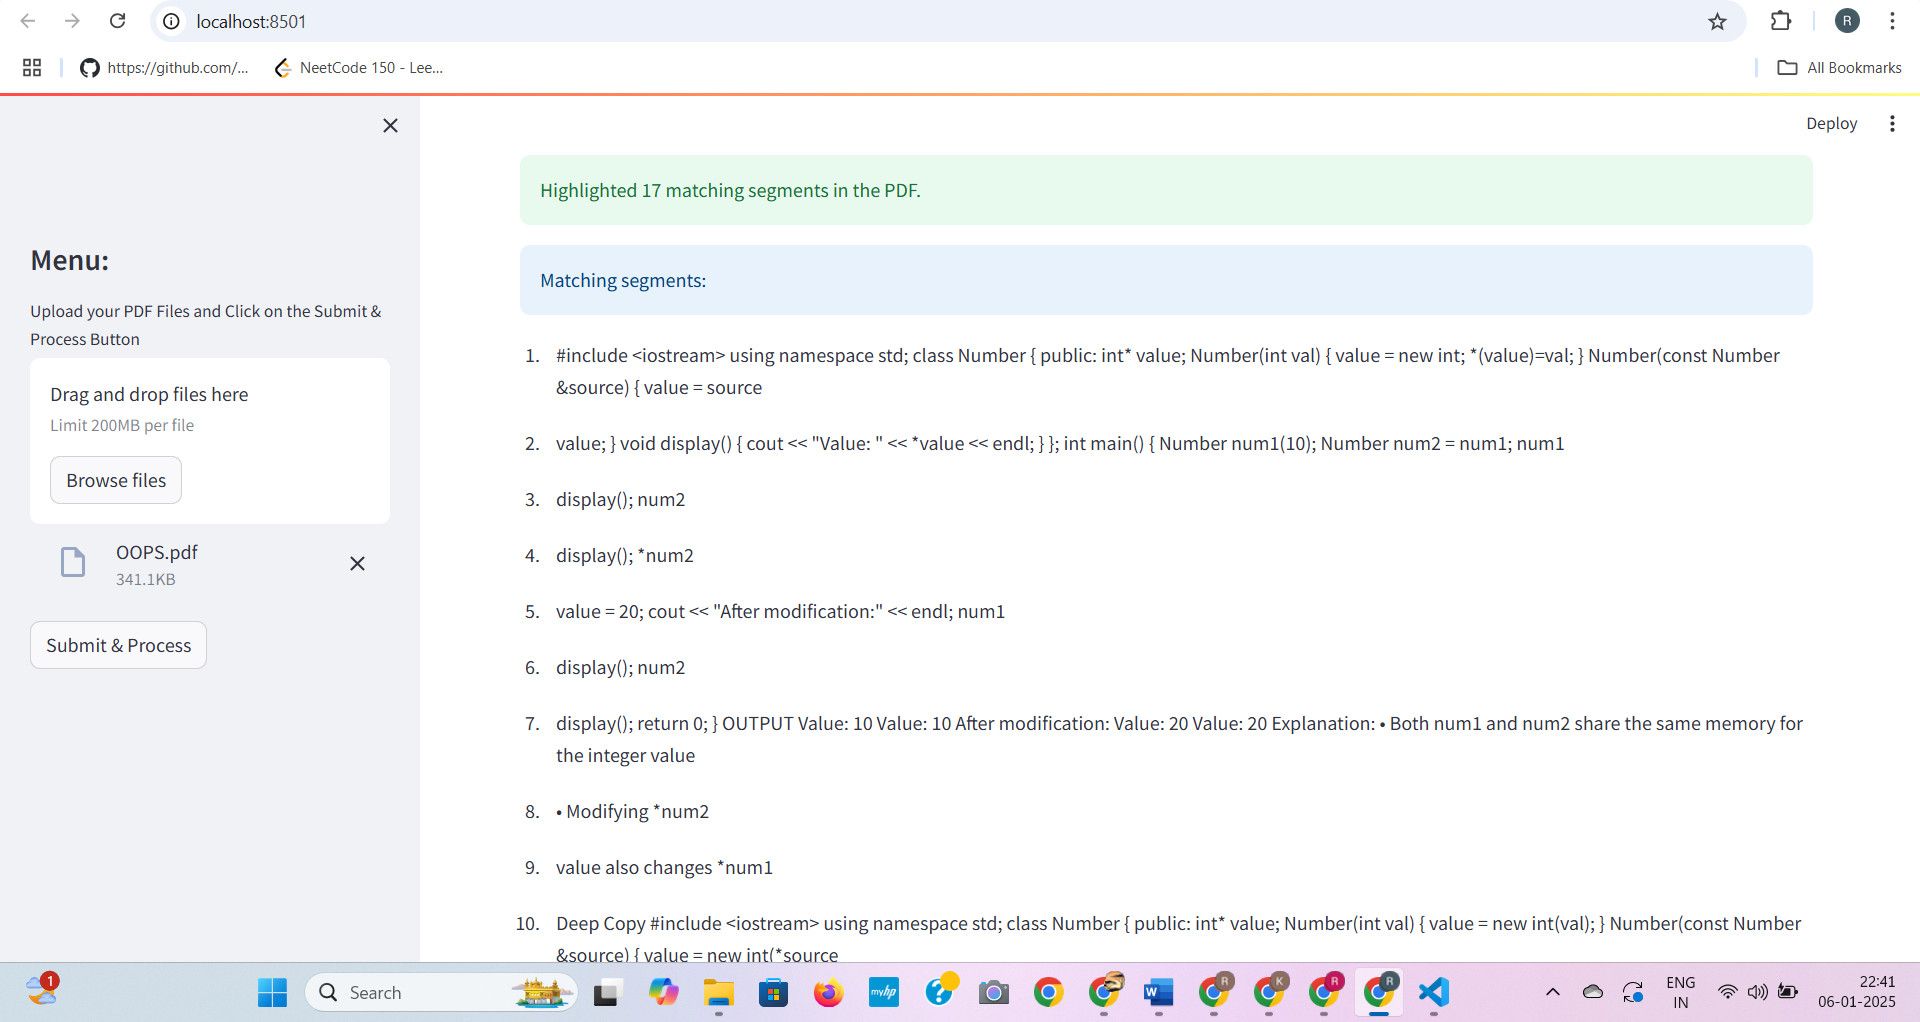 localhost:8501
R
https://github.com/...
NeetCode 150 - Lee...
All Bookmarks
Deploy
Menu:
Upload your PDF Files and Click on the Submit &
Process Button
Drag and drop files here
Limit 200MB per file
Browse files
OOPS.pdf
341.1KB
Submit & Process
Highlighted 17 matching segments in the PDF.
Matching segments:
1. #include <iostream> using namespace std; class Number { public: int* value; Number(int val) { value = new int; *(value)=val; } Number(const Number
&source) { value = source
2. value; } void display() { cout << "Value: " << *value << endl; } }; int main() { Number num1(10); Number num2 = num1; num1
3. display(); num2
4. display(); *num2
5. value = 20; cout << "After modification:" << endl; num1
6. display(); num2
7. display(); return 0; } OUTPUT Value: 10 Value: 10 After modification: Value: 20 Value: 20 Explanation: • Both num1 and num2 share the same memory for
the integer value
8. • Modifying *num2
9. value also changes *num1
10. Deep Copy #include <iostream> using namespace std; class Number { public: int* value; Number(int val) { value = new int(val); } Number(const Number
&source) { value = new int(*source
1
Search
myhp
?
W
R
K
R
R
ENG
IN
22:41
06-01-2025